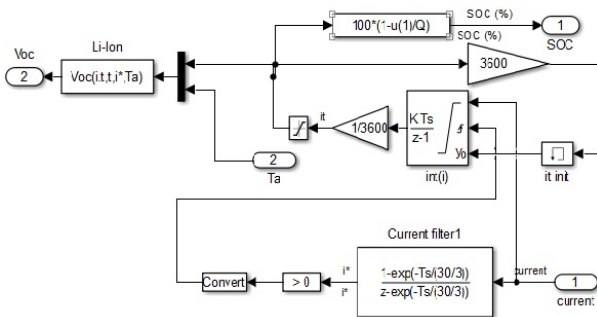 SOC (%)
100*(1-u(1)/Q)
1
SOC (%)
SOC
Voc
Li-Ion
2
Voc(i.t,t,i*,Ta)
3600
it
1/3600
K Ts
z-1
yo
2
Ta
int(i)
it init
Current filter1
Convert
> 0
i*
i*
1-exp(-Ts/(30/3))
z-exp(-Ts/(30/3))
current
1
current